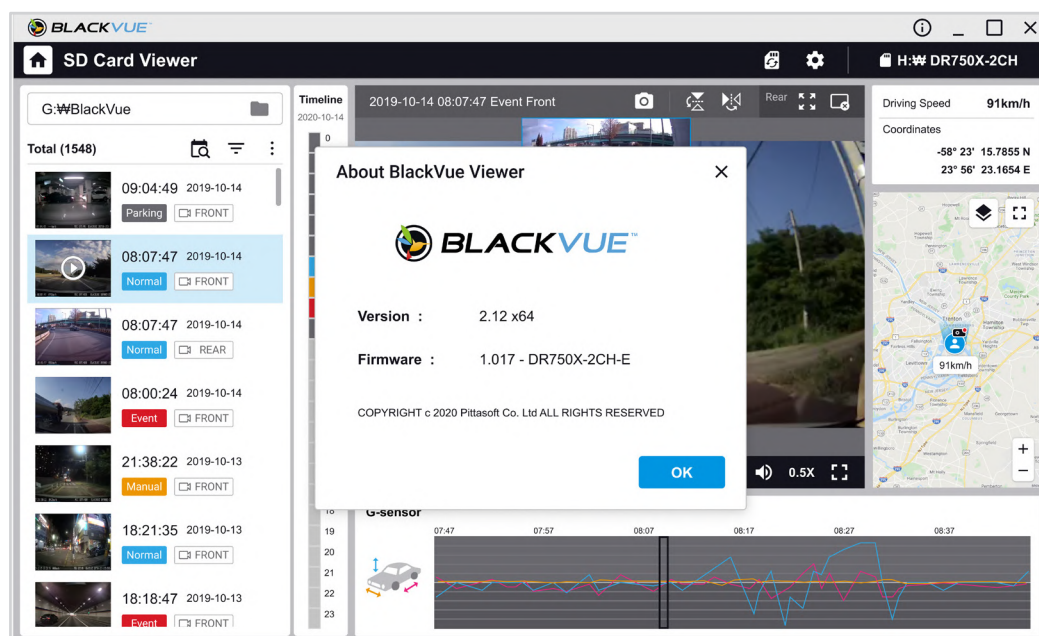 BLACKVUE™
SD Card Viewer
H:₩ DR750X-2CH
G:₩BlackVue
Total (1548)
09:04:49 2019-10-14
Parking FRONT
08:07:47 2019-10-14
Normal FRONT
08:07:47 2019-10-14
Normal REAR
08:00:24 2019-10-14
Event FRONT
21:38:22 2019-10-13
Manual FRONT
18:21:35 2019-10-13
Normal FRONT
18:18:47 2019-10-13
Event FRONT
Timeline
2020-10-14
0
18
19
20
21
22
23
2019-10-14 08:07:47 Event Front
Rear
About BlackVue Viewer
BLACKVUE™
Version : 2.12 x64
Firmware : 1.017 - DR750X-2CH-E
COPYRIGHT c 2020 Pittasoft Co. Ltd ALL RIGHTS RESERVED
OK
0.5X
Driving Speed 91km/h
Coordinates
-58° 23' 15.7855 N
23° 56' 23.1654 E
Trenton
91km/h
+
−
G-sensor
07:47 07:57 08:07 08:17 08:27 08:37